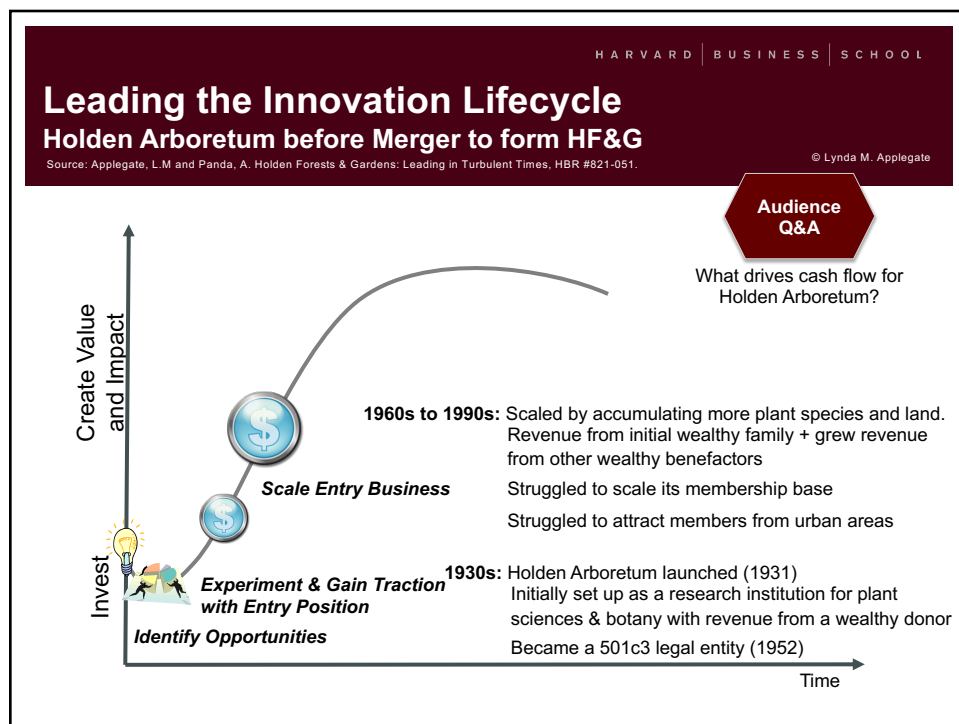 HARVARD | BUSINESS | SCHOOL
Leading the Innovation Lifecycle
Holden Arboretum before Merger to form HF&G
Source: Applegate, L.M and Panda, A. Holden Forests & Gardens: Leading in Turbulent Times, HBR #821-051.
© Lynda M. Applegate
Audience
Q&A
What drives cash flow for
Holden Arboretum?
Create Value
and Impact
Invest
1960s to 1990s: Scaled by accumulating more plant species and land.
Revenue from initial wealthy family + grew revenue
from other wealthy benefactors
Scale Entry Business
Struggled to scale its membership base
Struggled to attract members from urban areas
$
$
Experiment & Gain Traction
with Entry Position
Identify Opportunities
1930s: Holden Arboretum launched (1931)
Initially set up as a research institution for plant
sciences & botany with revenue from a wealthy donor
Became a 501c3 legal entity (1952)
Time